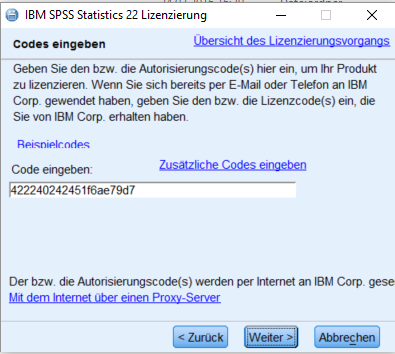 IBM SPSS Statistics 22 Lizenzierung
Codes eingeben
Übersicht des Lizenzierungsvorgangs
Geben Sie den bzw. die Autorisierungscode(s) hier ein, um Ihr Produkt
zu lizenzieren. Wenn Sie sich bereits per E-Mail oder Telefon an IBM
Corp. gewendet haben, geben Sie den bzw. die Lizenzcode(s) ein, die
Sie von IBM Corp. erhalten haben.
Beispielcodes
Code eingeben:
Zusätzliche Codes eingeben
422240242451f6ae79d7
Der bzw. die Autorisierungscode(s) werden per Internet an IBM Corp. gese
Mit dem Internet über einen Proxy-Server
< Zurück
Weiter >
Abbrechen